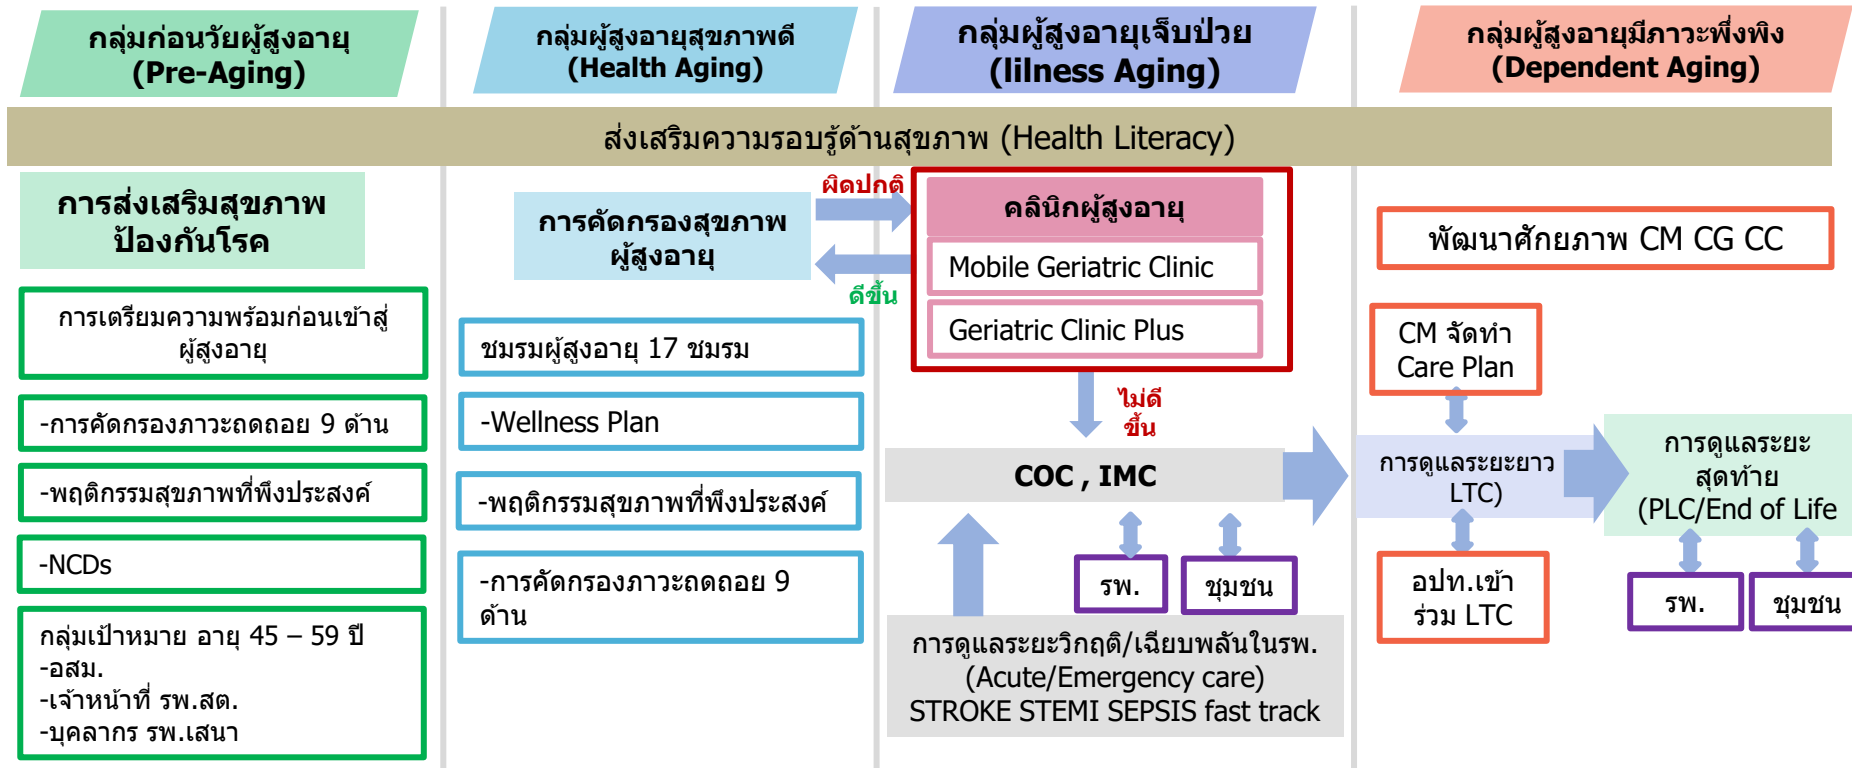 กลุ่มก่อนวัยผู้สูงอายุ
(Pre-Aging)
กลุ่มผู้สูงอายุสุขภาพดี
(Health Aging)
กลุ่มผู้สูงอายุเจ็บป่วย
(lilness Aging)
กลุ่มผู้สูงอายุมีภาวะพึ่งพิง
(Dependent Aging)
ส่งเสริมความรอบรู้ด้านสุขภาพ (Health Literacy)
การส่งเสริมสุขภาพ
ป้องกันโรค
การเตรียมความพร้อมก่อนเข้าสู่
ผู้สูงอายุ
-การคัดกรองภาวะถดถอย 9 ด้าน
-พฤติกรรมสุขภาพที่พึงประสงค์
-NCDs
กลุ่มเป้าหมาย อายุ 45 – 59 ปี
-อสม.
-เจ้าหน้าที่ รพ.สต.
-บุคลากร รพ.เสนา
การคัดกรองสุขภาพ
ผู้สูงอายุ
ผิดปกติ
ดีขึ้น
ชมรมผู้สูงอายุ 17 ชมรม
-Wellness Plan
-พฤติกรรมสุขภาพที่พึงประสงค์
-การคัดกรองภาวะถดถอย 9
ด้าน
คลินิกผู้สูงอายุ
Mobile Geriatric Clinic
Geriatric Clinic Plus
ไม่ดี
ขึ้น
COC , IMC
รพ.
ชุมชน
การดูแลระยะวิกฤติ/เฉียบพลันในรพ.
(Acute/Emergency care)
STROKE STEMI SEPSIS fast track
พัฒนาศักยภาพ CM CG CC
CM จัดทำ
Care Plan
การดูแลระยะยาว
LTC)
อปท.เข้า
ร่วม LTC
การดูแลระยะ
สุดท้าย
(PLC/End of Life
รพ.
ชุมชน